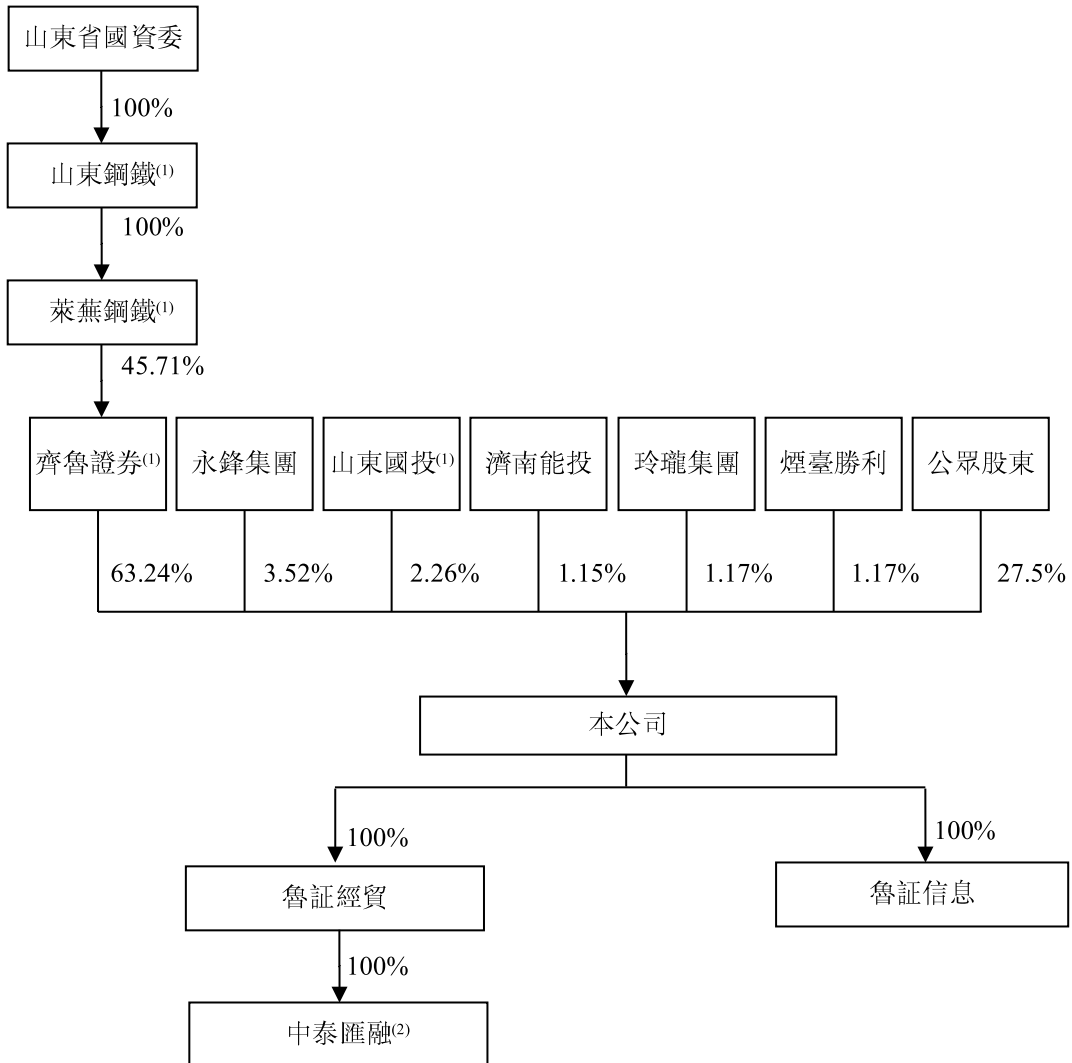 山東省國資委
100%
山東鋼鐵(1)
100%
萊蕪鋼鐵(1)
45.71%
齊魯證券(1) 永鋒集團 山東國投(1) 濟南能投 玲瓏集團 煙臺勝利 公眾股東
63.24% 3.52% 2.26% 1.15% 1.17% 1.17% 27.5%
本公司
100% 100%
魯証經貿 魯証信息
100%
中泰匯融(2)